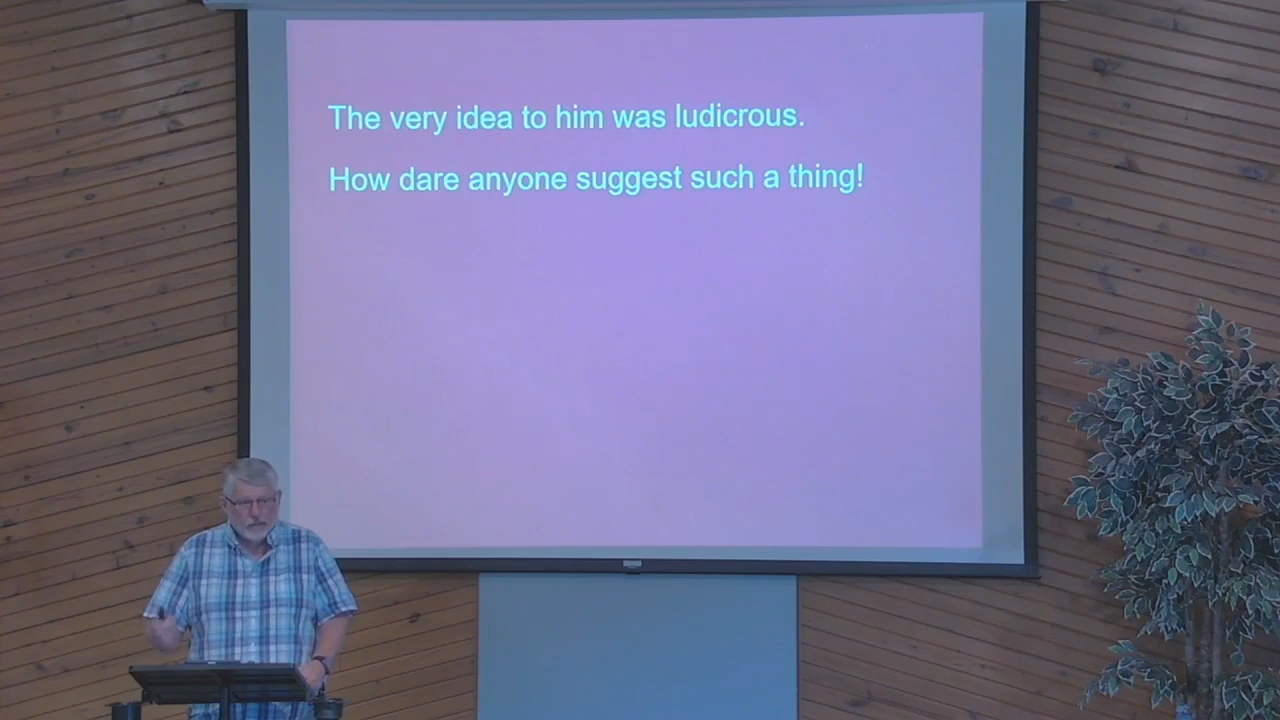 The very idea to him was ludicrous.
How dare anyone suggest such a thing!